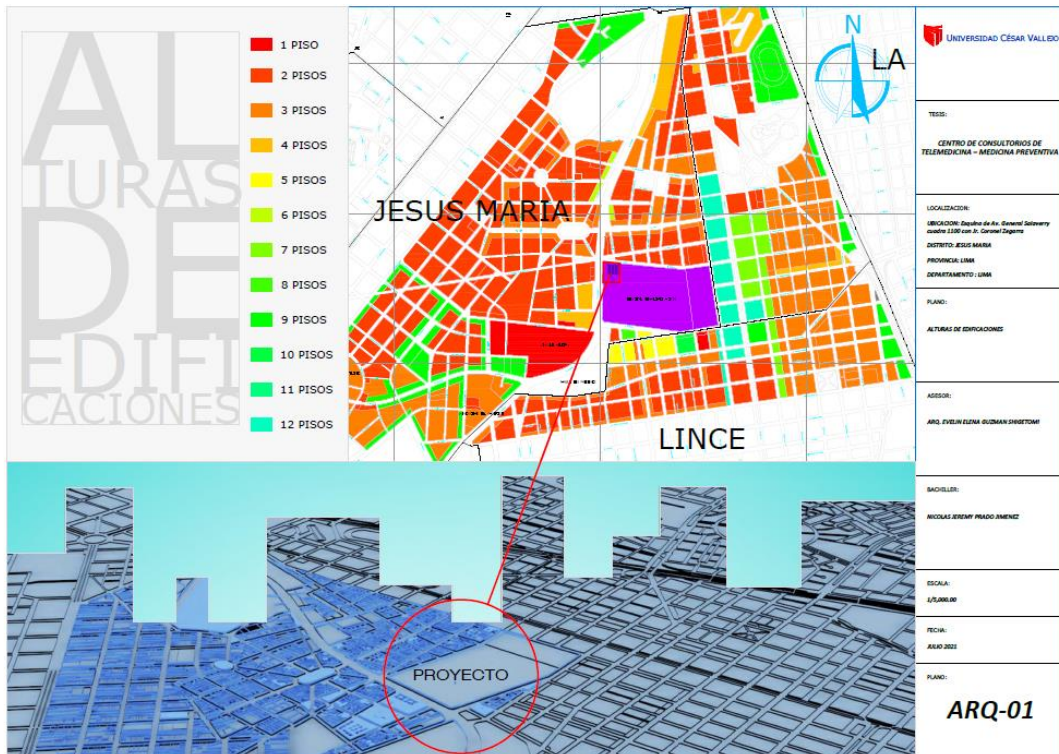 AL
TURAS
DE
EDIFI
CACIONES
1 PISO
2 PISOS
3 PISOS
4 PISOS
5 PISOS
6 PISOS
7 PISOS
8 PISOS
9 PISOS
10 PISOS
11 PISOS
12 PISOS
N
LA
JESUS MARIA
LINCE
PROYECTO
UNIVERSIDAD CÉSAR VALLEJO
TESIS:
CENTRO DE CONSULTORIOS DE
TELEMEDICINA – MEDICINA PREVENTIVA
LOCALIZACION:
UBICACION: Esquina de Av. General Salaverry
cuadra 1100 con Jr. Coronel Zegarra
DISTRITO: JESUS MARIA
PROVINCIA: LIMA
DEPARTAMENTO : LIMA
PLANO:
ALTURAS DE EDIFICACIONES
ASESOR:
ARQ. EVELIN ELENA GUZMAN SHIGETOMI
BACHILLER:
NICOLAS JEREMY PRADO JIMENEZ
ESCALA:
1/5,000.00
FECHA:
JULIO 2021
PLANO:
ARQ-01